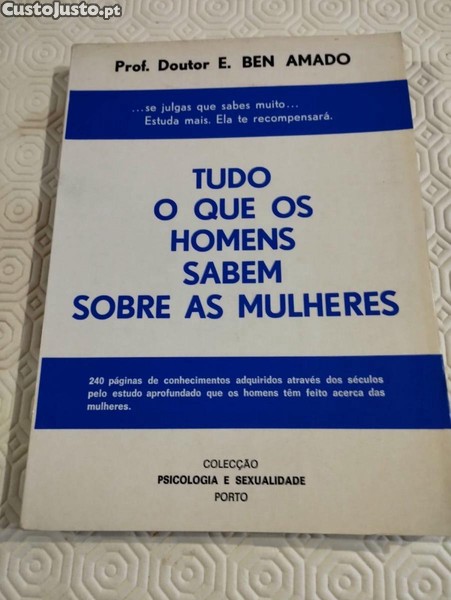 CustoJusto.pt
Prof. Doutor E. BEN AMADO
...se julgas que sabes muito...
Estuda mais. Ela te recompensará.
TUDO
O QUE OS
HOMENS
SABEM
SOBRE AS MULHERES
240 páginas de conhecimentos adquiridos através dos séculos
pelo estudo aprofundado que os homens têm feito acerca das
mulheres.
COLECÇÃO
PSICOLOGIA E SEXUALIDADE
PORTO